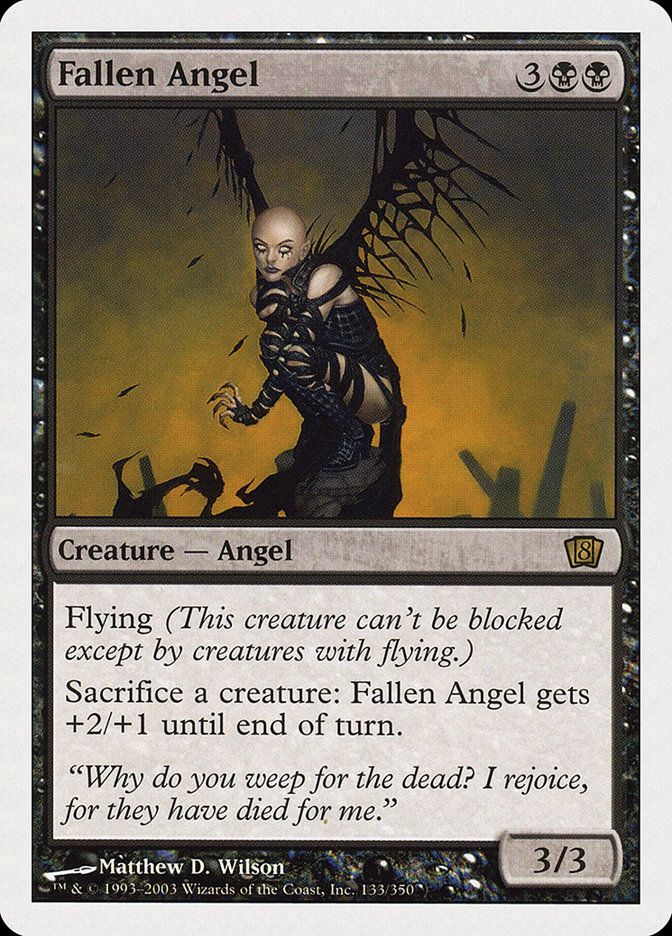 Fallen Angel 3
Creature — Angel 8
Flying (This creature can't be blocked
except by creatures with flying.)
Sacrifice a creature: Fallen Angel gets
+2/+1 until end of turn.
“Why do you weep for the dead? I rejoice,
for they have died for me.”
3/3
Matthew D. Wilson
™ & © 1993–2003 Wizards of the Coast, Inc. 133/350